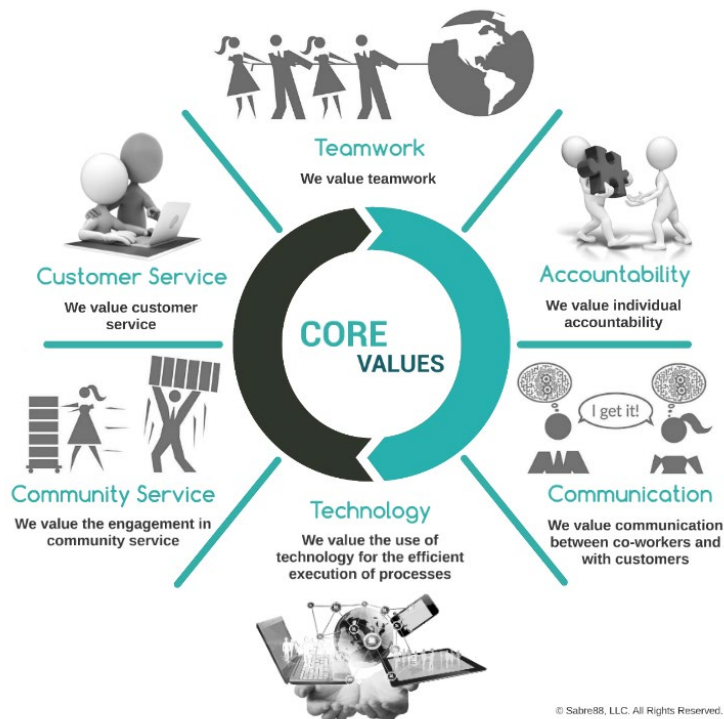 Teamwork
We value teamwork
Customer Service
We value customer
service
Accountability
We value individual
accountability
CORE
VALUES
I get it!
Community Service
We value the engagement in
community service
Technology
We value the use of
technology for the efficient
execution of processes
Communication
We value communication
between co-workers and
with customers
© Sabre88, LLC. All Rights Reserved.